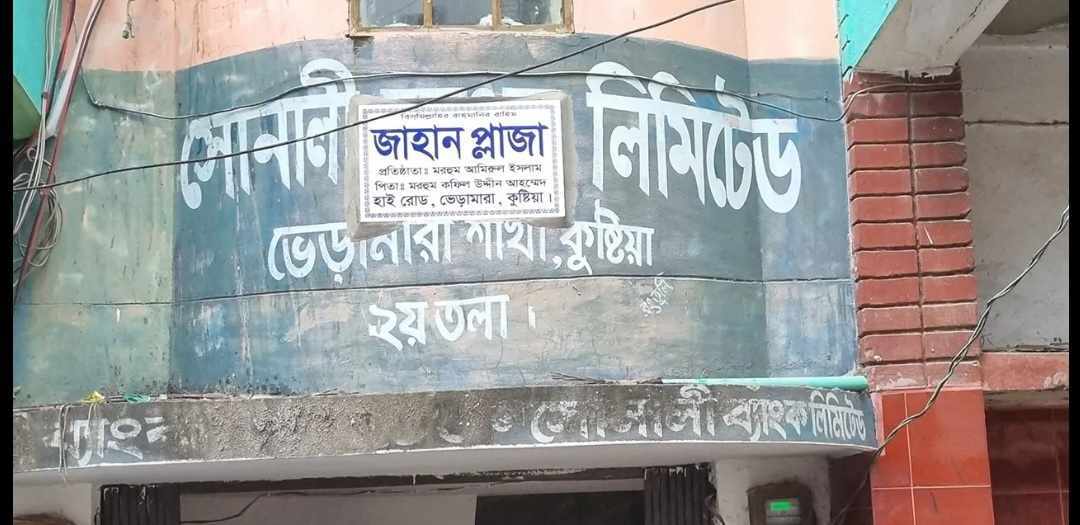 সোনালী লিমিটেড
বিসমিল্লাহির রাহমানির রাহিম
জাহান প্লাজা
প্রতিষ্ঠাতাঃ মরহুম আমিরুল ইসলাম
পিতাঃ মরহুম কফিল উদ্দীন আহম্মেদ
হাই রোড, ভেড়ামারা, কুষ্টিয়া।
ভেড়ামারা শাখা, কুষ্টিয়া
২য় তলা।
সোনালী ব্যাংক লিমিটেড